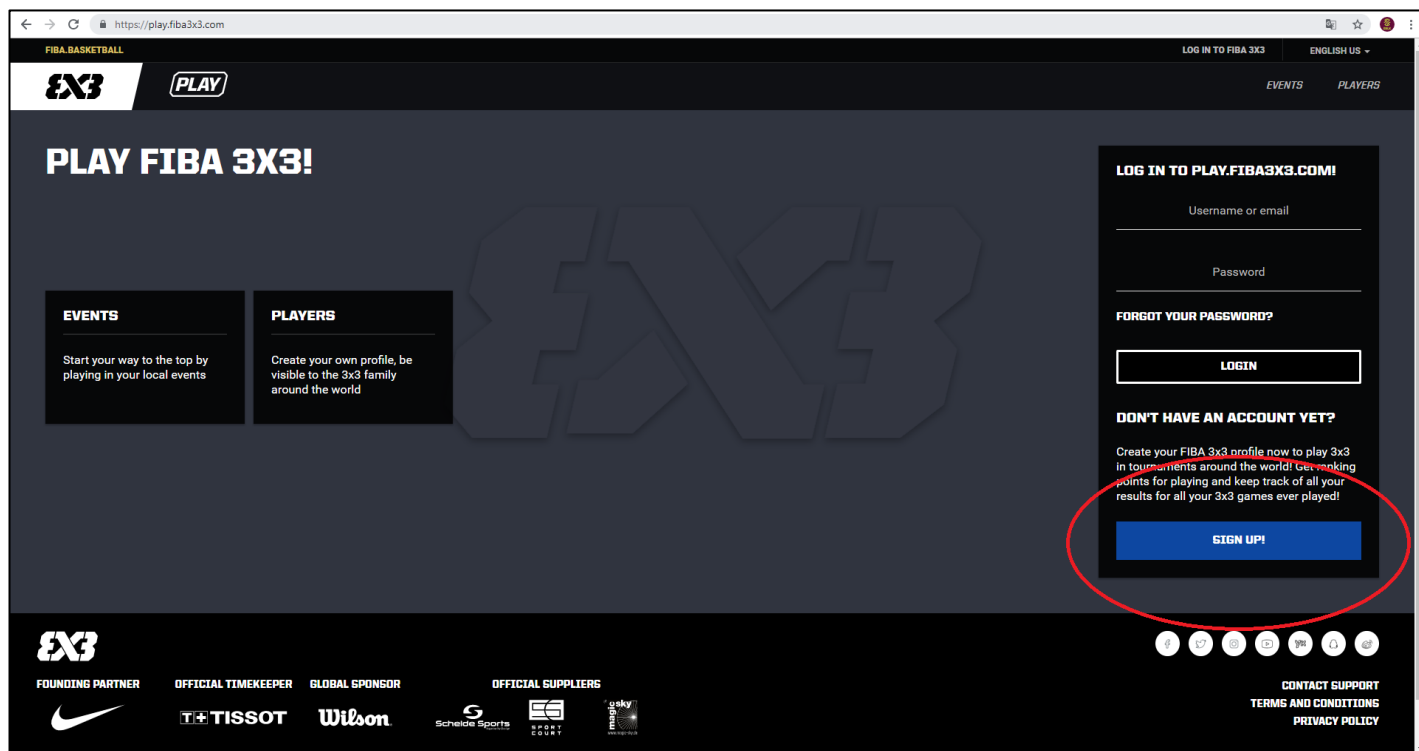 https://play.fiba3x3.com
FIBA.BASKETBALL
LOG IN TO FIBA 3X3
ENGLISH US
3X3
PLAY
EVENTS
PLAYERS
PLAY FIBA 3X3!
3X3
EVENTS
Start your way to the top by
playing in your local events
PLAYERS
Create your own profile, be
visible to the 3x3 family
around the world
LOG IN TO PLAY.FIBA3X3.COM!
Username or email
Password
FORGOT YOUR PASSWORD?
LOGIN
DON'T HAVE AN ACCOUNT YET?
Create your FIBA 3x3 profile now to play 3x3
in tournaments around the world! Get ranking
points for playing and keep track of all your
results for all your 3x3 games ever played!
SIGN UP!
3X3
FOUNDING PARTNER
OFFICIAL TIMEKEEPER
GLOBAL SPONSOR
OFFICIAL SUPPLIERS
T+ TISSOT
Wilson.
Schelde Sports
SPORT
COURT
magic sky
CONTACT SUPPORT
TERMS AND CONDITIONS
PRIVACY POLICY